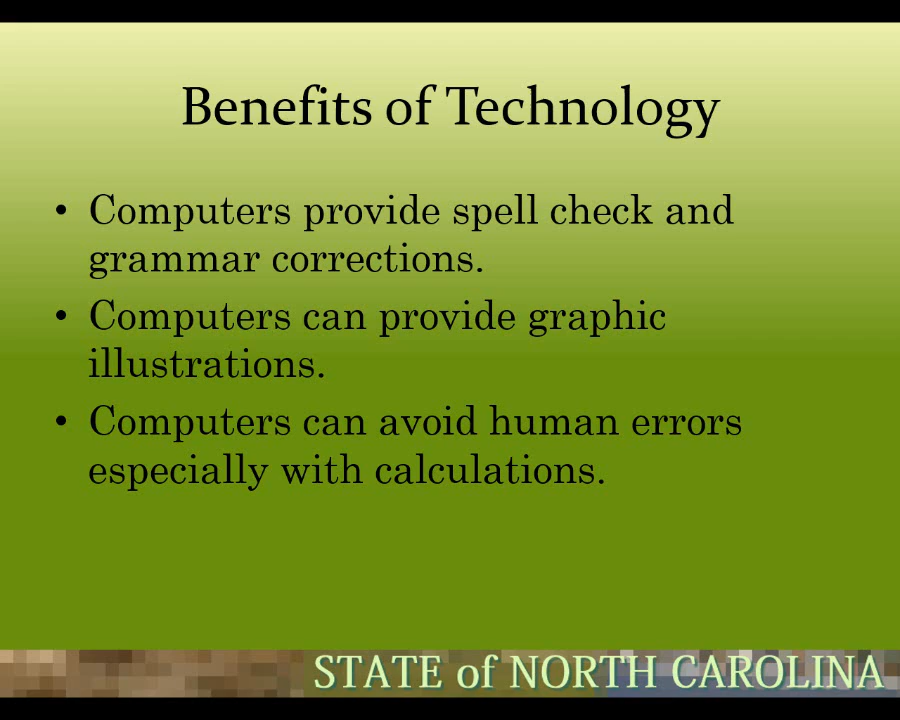 Benefits of Technology
• Computers provide spell check and
grammar corrections.
• Computers can provide graphic
illustrations.
• Computers can avoid human errors
especially with calculations.
STATE of NORTH CAROLINA